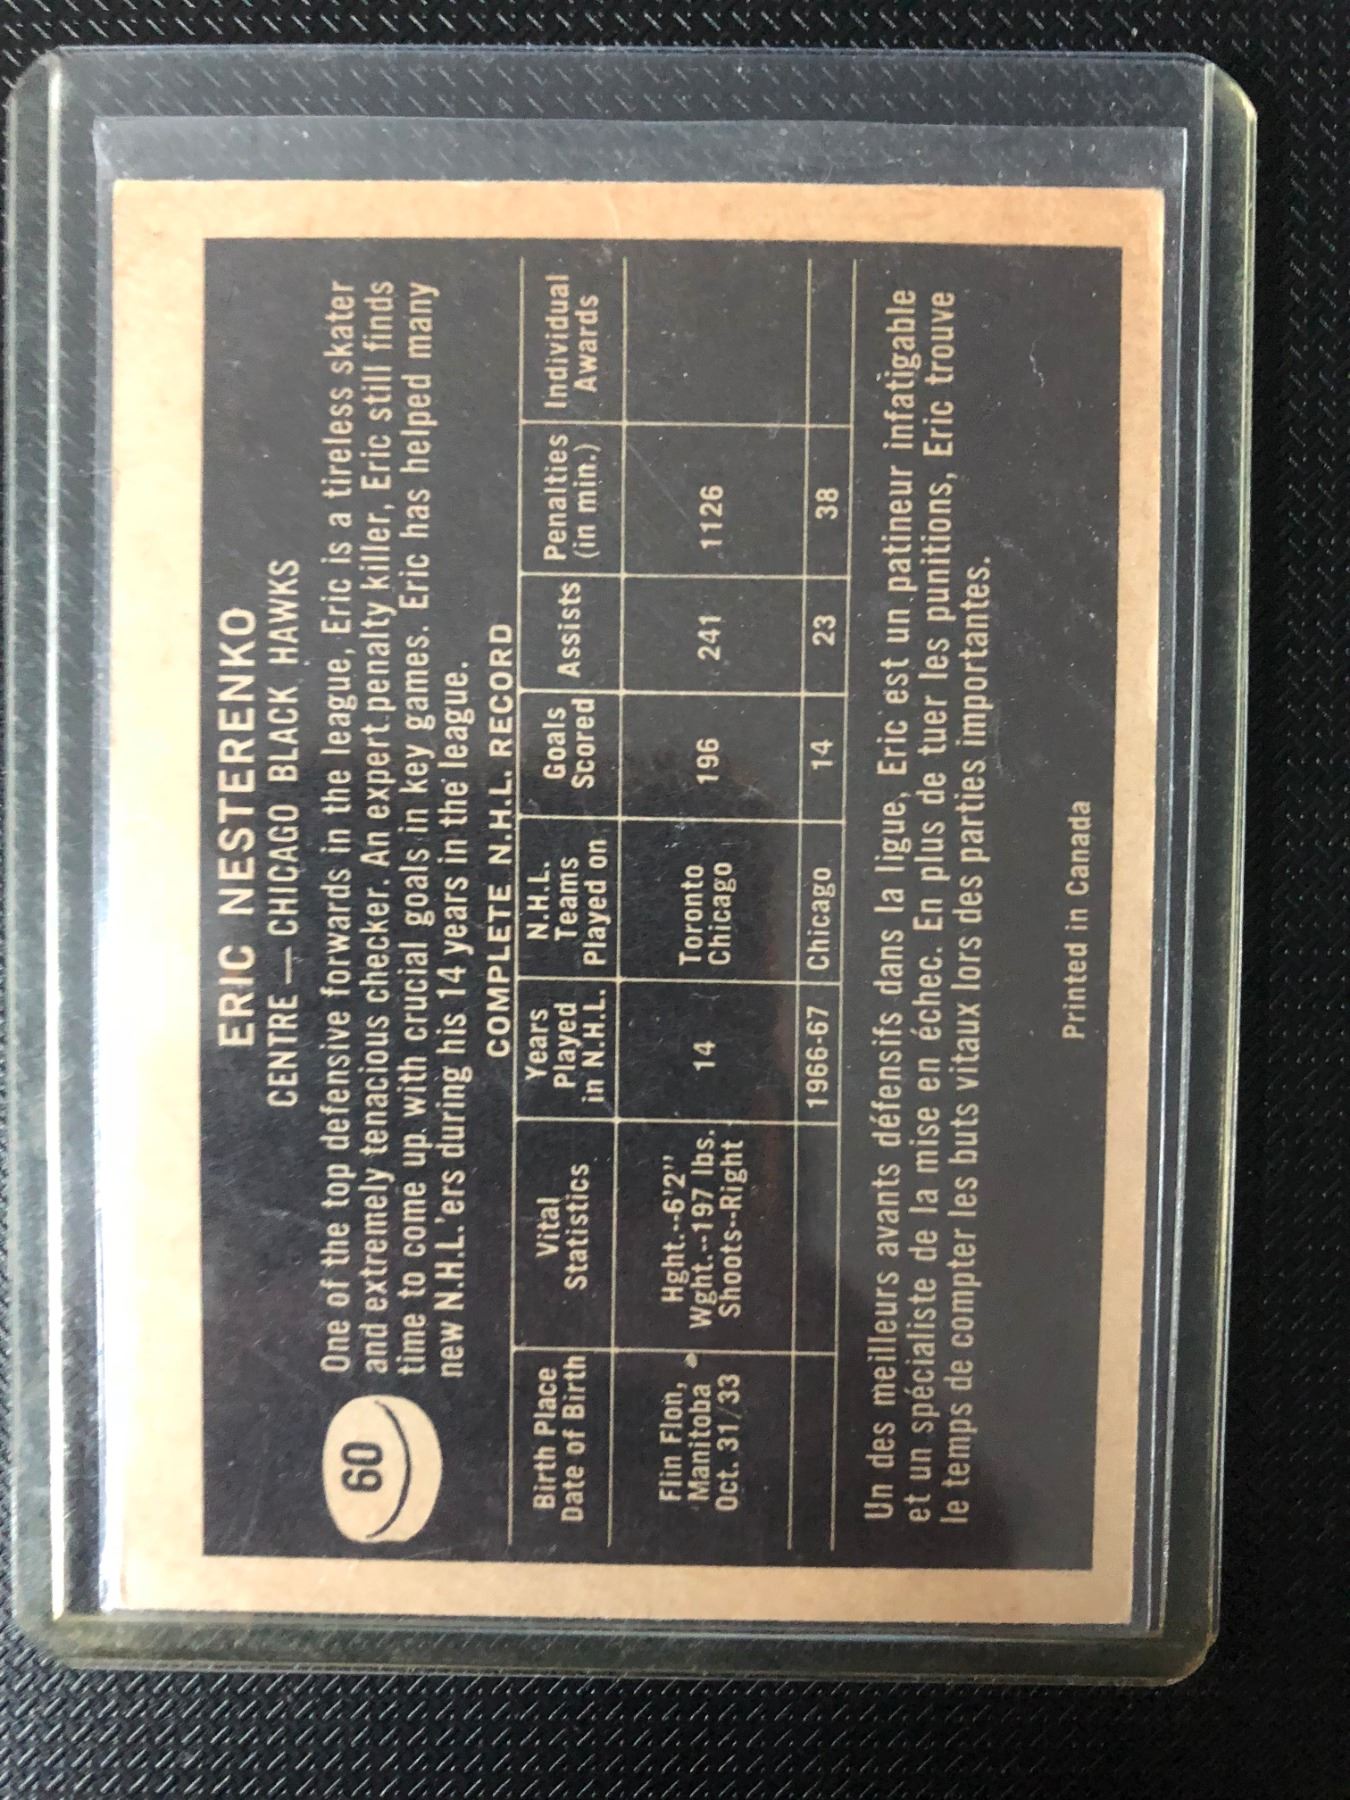 ERIC NESTERENKO
CENTRE — CHICAGO BLACK HAWKS
60
One of the top defensive forwards in the league, Eric is a tireless skater
and extremely tenacious checker. An expert penalty killer, Eric still finds
time to come up with crucial goals in key games. Eric has helped many
new N.H.L.'ers during his 14 years in the league.
COMPLETE N.H.L. RECORD
Birth Place
Date of Birth
Vital
Statistics
Years
Played
in N.H.L.
N.H.L.
Teams
Played on
Goals
Scored
Assists
Penalties
(in min.)
Individual
Awards
Flin Flon,
Manitoba
Oct. 31/33
Hght.--6'2"
Wght.--197 lbs.
Shoots--Right
14
Toronto
Chicago
196
241
1126
1966-67
Chicago
14
23
38
Un des meilleurs avants défensifs dans la ligue, Eric est un patineur infatigable
et un spécialiste de la mise en échec. En plus de tuer les punitions, Eric trouve
le temps de compter les buts vitaux lors des parties importantes.
Printed in Canada